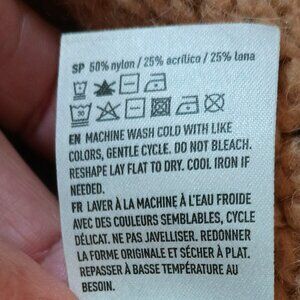 SP 50% nylon / 25% acrílico / 25% lana
EN MACHINE WASH COLD WITH LIKE
COLORS, GENTLE CYCLE. DO NOT BLEACH.
RESHAPE LAY FLAT TO DRY. COOL IRON IF
NEEDED.
FR LAVER À LA MACHINE À L'EAU FROIDE
AVEC DES COULEURS SEMBLABLES, CYCLE
DÉLICAT. NE PAS JAVELLISER. REDONNER
LA FORME ORIGINALE ET SÉCHER À PLAT.
REPASSER À BASSE TEMPÉRATURE AU
BESOIN.